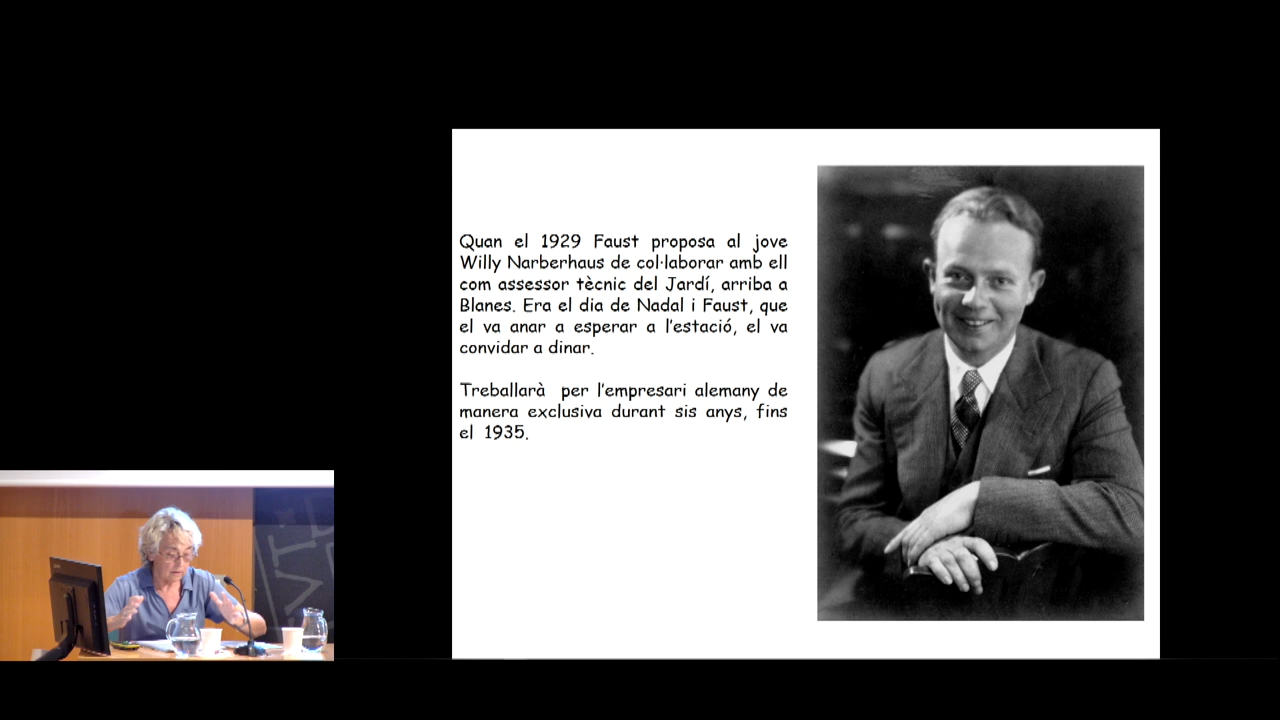 Quan el 1929 Faust proposa al jove
Willy Narberhaus de col·laborar amb ell
com assessor tècnic del Jardí, arriba a
Blanes. Era el dia de Nadal i Faust, que
el va anar a esperar a l'estació, el va
convidar a dinar.
Treballarà per l'empresari alemany de
manera exclusiva durant sis anys, fins
el 1935.